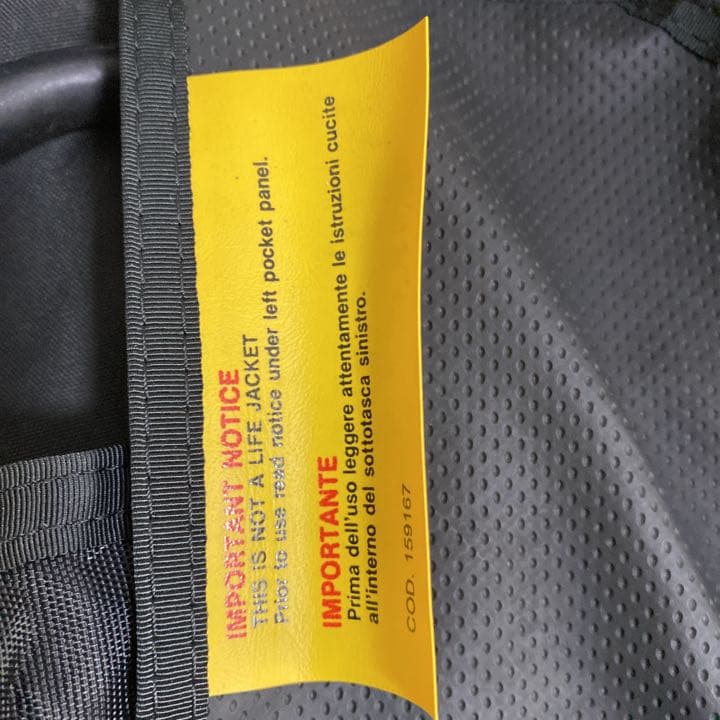 IMPORTANT NOTICE
THIS IS NOT A LIFE JACKET
Prior to use read notice under left pocket panel.
IMPORTANTE
Prima dell'uso leggere attentamente le istruzioni cucite
all'interno del sottotasca sinistro.
COD. 159167